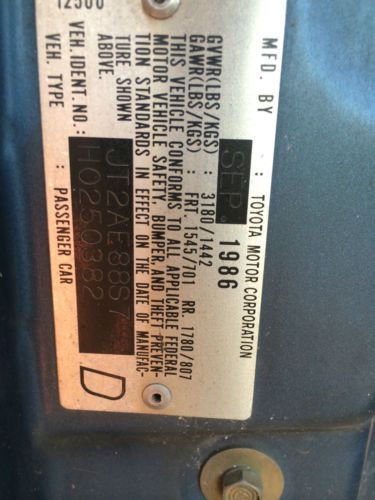 MFD. BY : TOYOTA MOTOR CORPORATION
SEP. 1986
GVWR(LBS/KGS) : 3180/1442
GAWR(LBS/KGS) : FRT. 1545/701 RR. 1780/807
THIS VEHICLE CONFORMS TO ALL APPLICABLE FEDERAL
MOTOR VEHICLE SAFETY, BUMPER, AND THEFT PREVEN-
TION STANDARDS IN EFFECT ON THE DATE OF MANUFAC-
TURE SHOWN
ABOVE.
JT2AE88S7
VEH. IDENT. NO. : H0250382
VEH. TYPE : PASSENGER CAR
D
12500